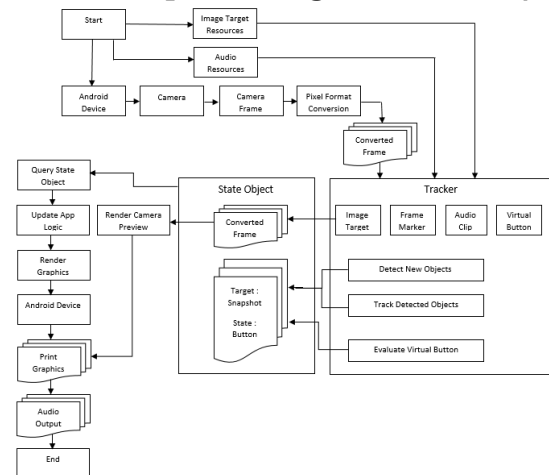 Start
Image Target
Resources
Audio
Resources
Android
Device
Camera
Camera
Frame
Pixel Format
Conversion
Converted
Frame
Query State
Object
State Object
Tracker
Update App
Logic
Render Camera
Preview
Converted
Frame
Image
Target
Frame
Marker
Audio
Clip
Virtual
Button
Render
Graphics
Detect New Objects
Target :
Snapshot
Android Device
Track Detected Objects
State :
Button
Print
Graphics
Evaluate Virtual Button
Audio
Output
End